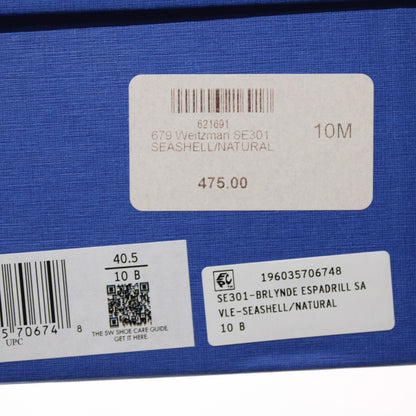 621691
679 Weitzman SE301
SEASHELL/NATURAL
10M
475.00
40.5
10 B
5 70674 8
UPC
THE SW SHOE CARE GUIDE.
GET IT HERE.
196035706748
SE301-BRLYNDE ESPADRILL SA
VLE-SEASHELL/NATURAL
10 B